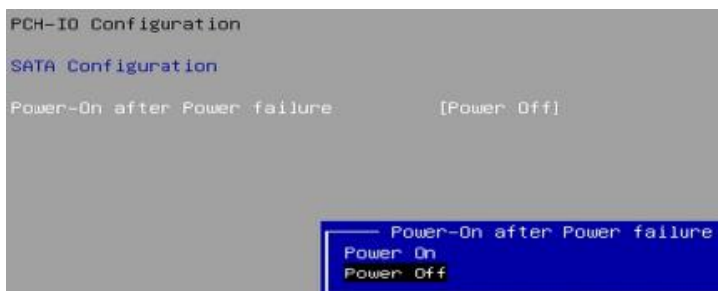 PCH-IO Configuration
SATA Configuration
Power-On after Power failure [Power Off]
Power-On after Power failure
Power On
Power Off